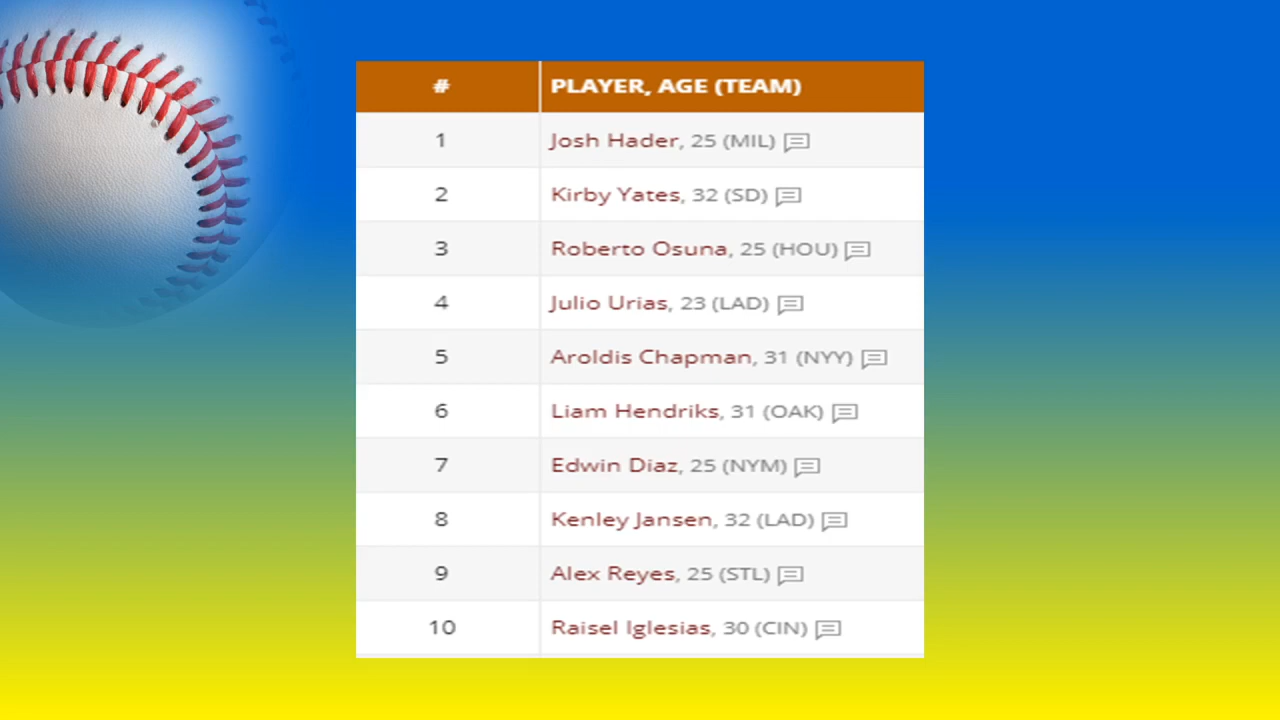 # PLAYER, AGE (TEAM)
1 Josh Hader, 25 (MIL)
2 Kirby Yates, 32 (SD)
3 Roberto Osuna, 25 (HOU)
4 Julio Urias, 23 (LAD)
5 Aroldis Chapman, 31 (NYY)
6 Liam Hendriks, 31 (OAK)
7 Edwin Diaz, 25 (NYM)
8 Kenley Jansen, 32 (LAD)
9 Alex Reyes, 25 (STL)
10 Raisel Iglesias, 30 (CIN)